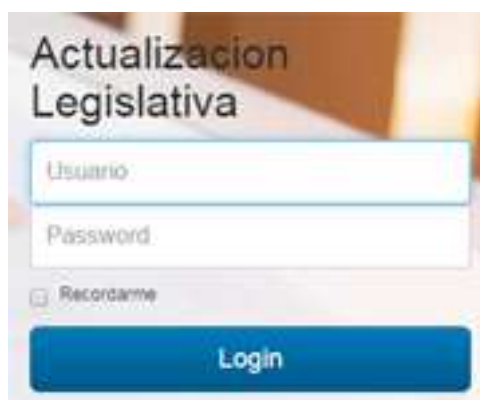 Actualizacion
Legislativa
Usuario
Password
Recordarme
Login